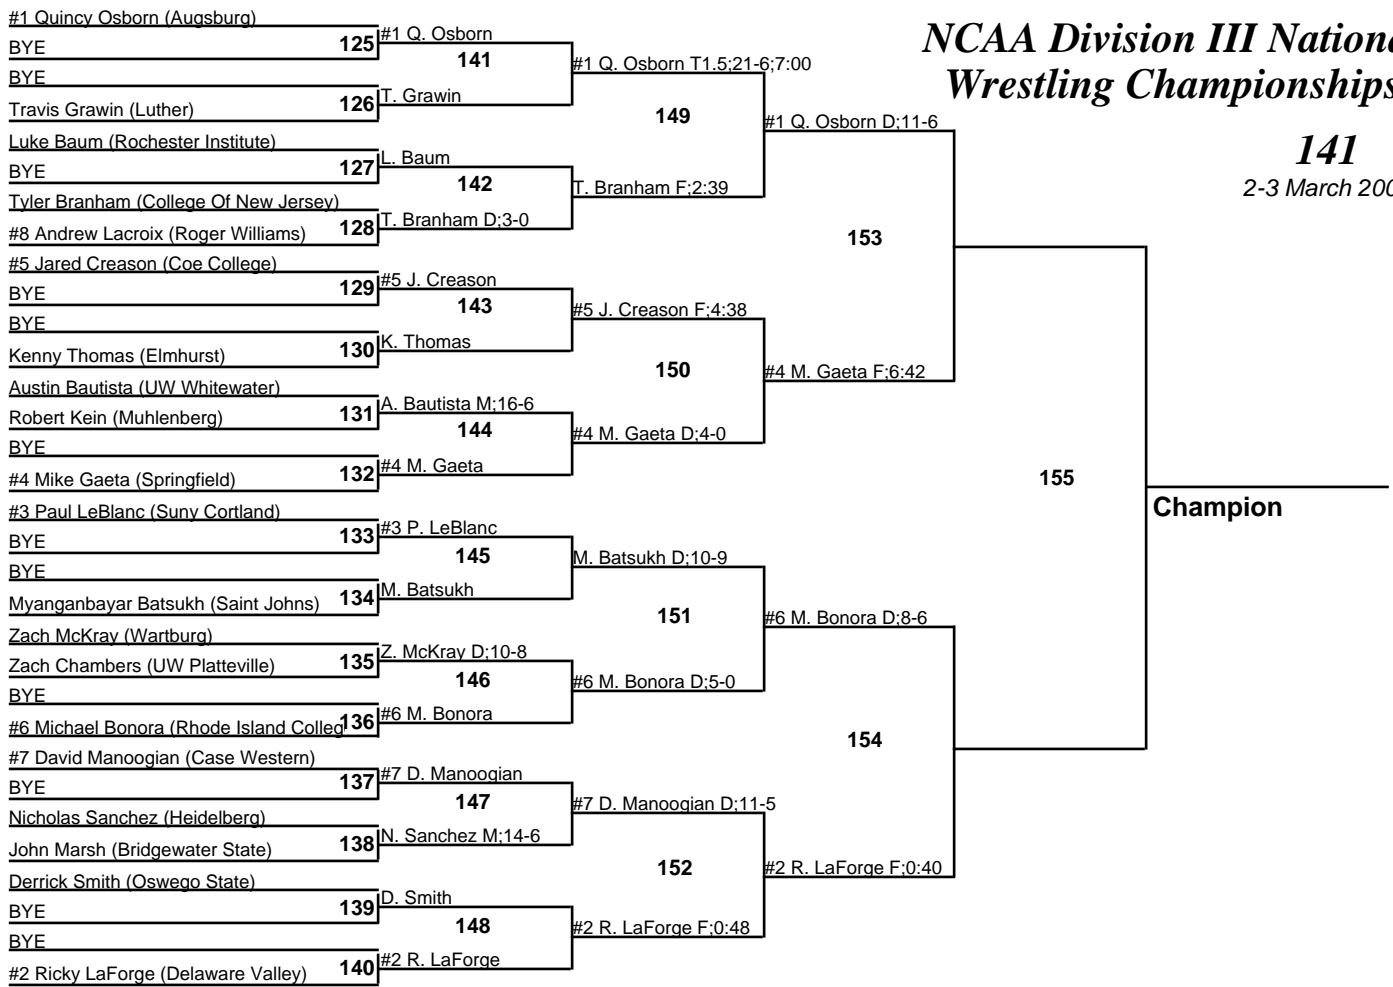 #1 Quincy Osborn (Augsburg)
BYE
125
BYE
Travis Grawin (Luther)
126
Luke Baum (Rochester Institute)
BYE
127
Tyler Branham (College Of New Jersey)
#8 Andrew Lacroix (Roger Williams)
128
#5 Jared Creason (Coe College)
BYE
129
BYE
Kenny Thomas (Elmhurst)
130
Austin Bautista (UW Whitewater)
Robert Kein (Muhlenberg)
131
BYE
#4 Mike Gaeta (Springfield)
132
#3 Paul LeBlanc (Suny Cortland)
BYE
133
BYE
Myanganbayar Batsukh (Saint Johns)
134
Zach McKray (Wartburg)
Zach Chambers (UW Platteville)
135
BYE
#6 Michael Bonora (Rhode Island Colleg
136
#7 David Manoogian (Case Western)
BYE
137
Nicholas Sanchez (Heidelberg)
John Marsh (Bridgewater State)
138
Derrick Smith (Oswego State)
BYE
139
BYE
#2 Ricky LaForge (Delaware Valley)
140
#1 Q. Osborn
141
T. Grawin
L. Baum
142
T. Branham D;3-0
#5 J. Creason
143
K. Thomas
A. Bautista M;16-6
144
#4 M. Gaeta
#3 P. LeBlanc
145
M. Batsukh
Z. McKray D;10-8
146
#6 M. Bonora
#7 D. Manoogian
147
N. Sanchez M;14-6
D. Smith
148
#2 R. LaForge
#1 Q. Osborn T1.5;21-6;7:00
149
T. Branham F;2:39
#5 J. Creason F;4:38
150
#4 M. Gaeta D;4-0
M. Batsukh D;10-9
151
#6 M. Bonora D;5-0
#7 D. Manoogian D;11-5
152
#2 R. LaForge F;0:48
#1 Q. Osborn D;11-6
153
#4 M. Gaeta F;6:42
#6 M. Bonora D;8-6
154
#2 R. LaForge F;0:40
155
Champion
NCAA Division III Nationa
Wrestling Championships
141
2-3 March 200